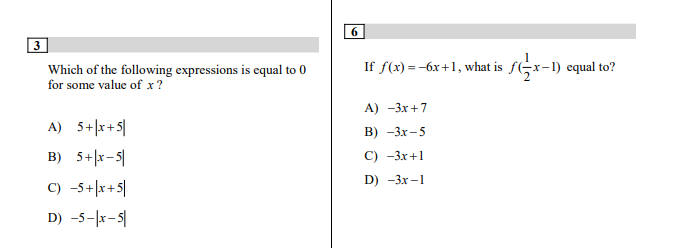 3
Which of the following expressions is equal to 0
for some value of x ?
A) 5+|x+5|
B) 5+|x−5|
C) −5+|x+5|
D) −5−|x−5|
6
If f(x) = −6x+1, what is f(1/2x−1) equal to?
A) −3x+7
B) −3x−5
C) −3x+1
D) −3x−1